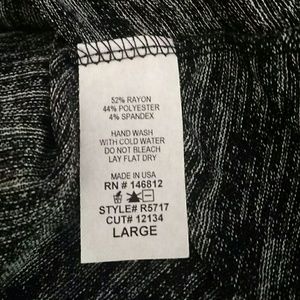 52% RAYON
44% POLYESTER
4% SPANDEX
HAND WASH
WITH COLD WATER
DO NOT BLEACH
LAY FLAT DRY
MADE IN USA
RN # 146812
STYLE# R5717
CUT# 12134
LARGE